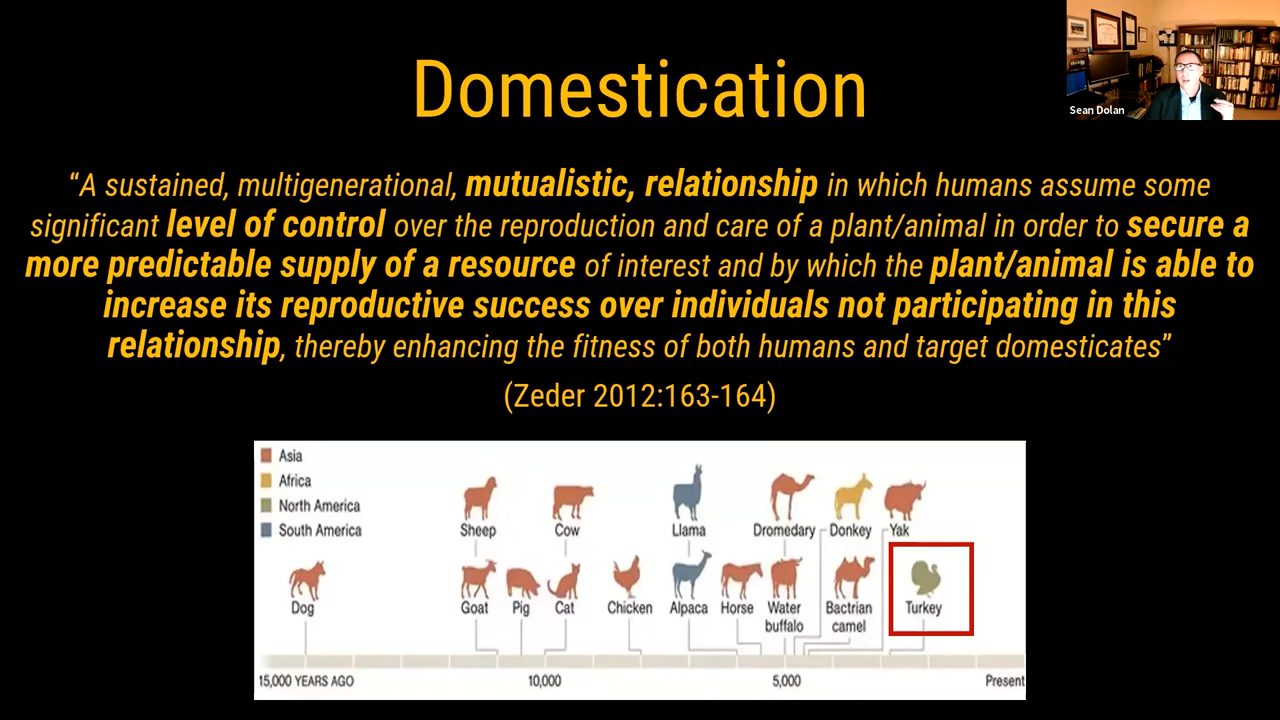 Sean Dolan
Domestication
“A sustained, multigenerational, mutualistic, relationship in which humans assume some
significant level of control over the reproduction and care of a plant/animal in order to secure a
more predictable supply of a resource of interest and by which the plant/animal is able to
increase its reproductive success over individuals not participating in this
relationship, thereby enhancing the fitness of both humans and target domesticates”
(Zeder 2012:163-164)
Asia
Africa
North America
South America
Sheep
Cow
Llama
Dromedary
Donkey
Yak
Dog
Goat
Pig
Cat
Chicken
Alpaca
Horse
Water
buffalo
Bactrian
camel
Turkey
15,000 YEARS AGO
10,000
5,000
Present